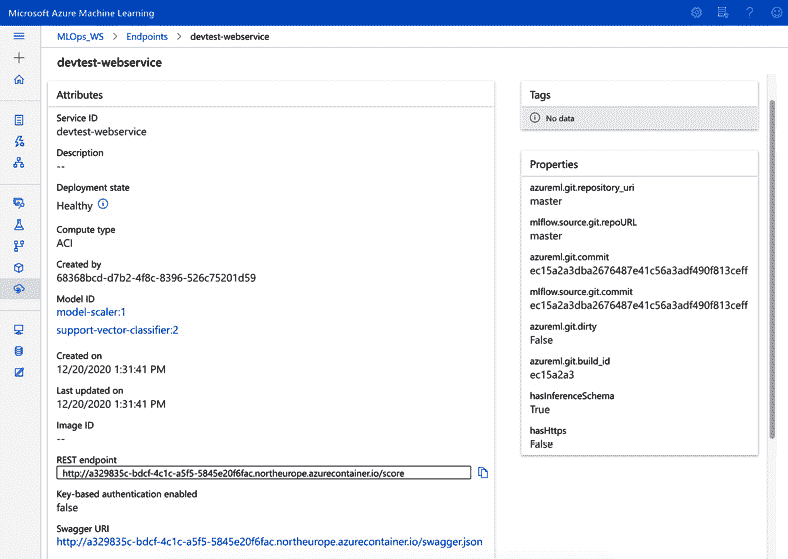 Microsoft Azure Machine Learning
MLOps_WS > Endpoints > devtest-webservice
devtest-webservice
Attributes
Service ID
devtest-webservice
Description
--
Deployment state
Healthy
Compute type
ACI
Created by
68368bcd-d7b2-4f8c-8396-526c75201d59
Model ID
model-scaler:1
support-vector-classifier:2
Created on
12/20/2020 1:31:41 PM
Last updated on
12/20/2020 1:31:41 PM
Image ID
--
REST endpoint
http://a329835c-bdcf-4c1c-a5f5-5845e20f6fac.northeurope.azurecontainer.io/score
Key-based authentication enabled
false
Swagger URI
http://a329835c-bdcf-4c1c-a5f5-5845e20f6fac.northeurope.azurecontainer.io/swagger.json
Tags
No data
Properties
azureml.git.repository_uri
master
mlflow.source.git.repoURL
master
azureml.git.commit
ec15a2a3dba2676487e41c56a3adf490f813ceff
mlflow.source.git.commit
ec15a2a3dba2676487e41c56a3adf490f813ceff
azureml.git.dirty
False
azureml.git.build_id
ec15a2a3
hasInferenceSchema
True
hasHttps
False